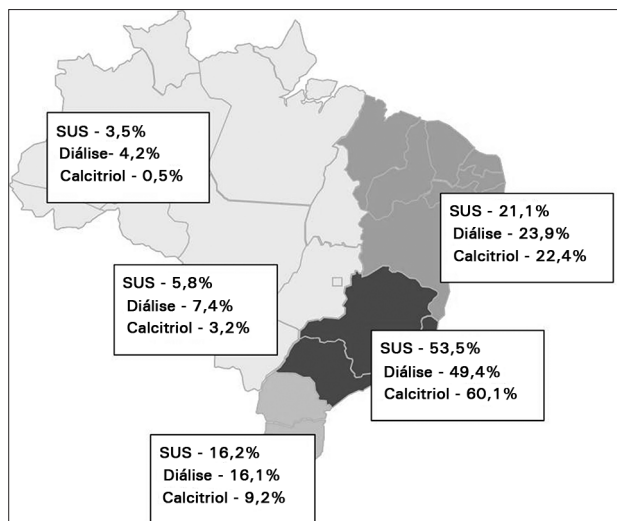 SUS - 3,5%
Diálise- 4,2%
Calcitriol - 0,5%
SUS - 21,1%
Diálise - 23,9%
Calcitriol - 22,4%
SUS - 5,8%
Diálise - 7,4%
Calcitriol - 3,2%
SUS - 53,5%
Diálise - 49,4%
Calcitriol - 60,1%
SUS - 16,2%
Diálise - 16,1%
Calcitriol - 9,2%